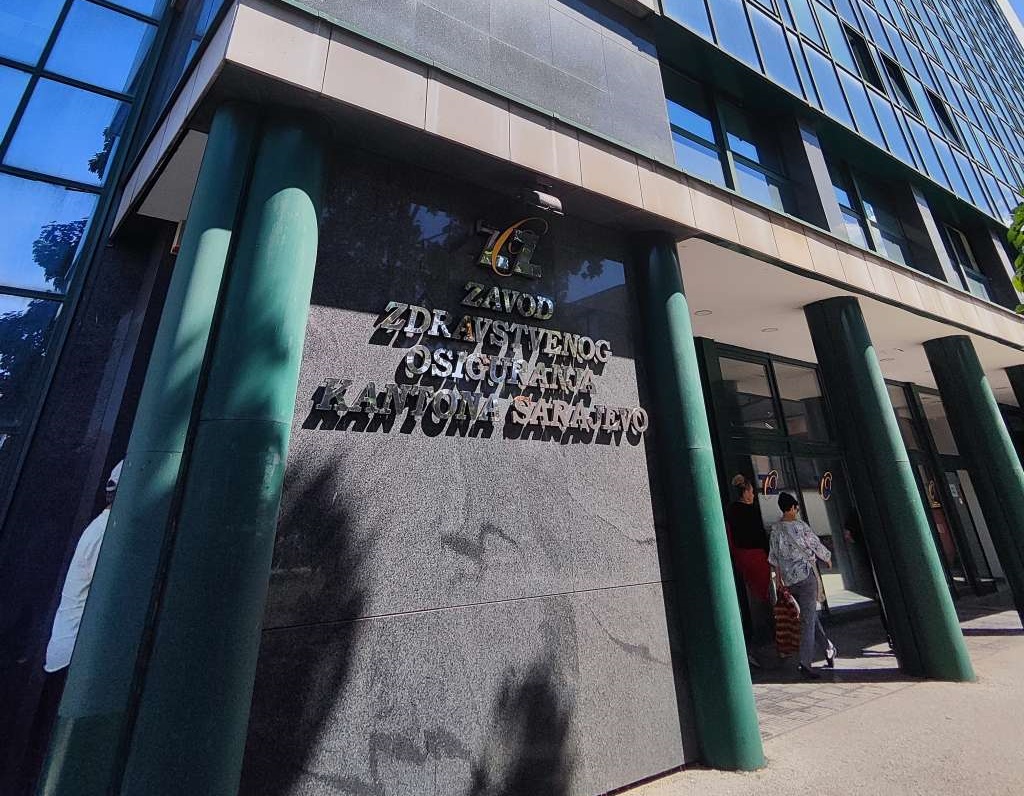 ZAVOD
ZDRAVSTVENOG
OSIGURANJA
KANTONA SARAJEVO